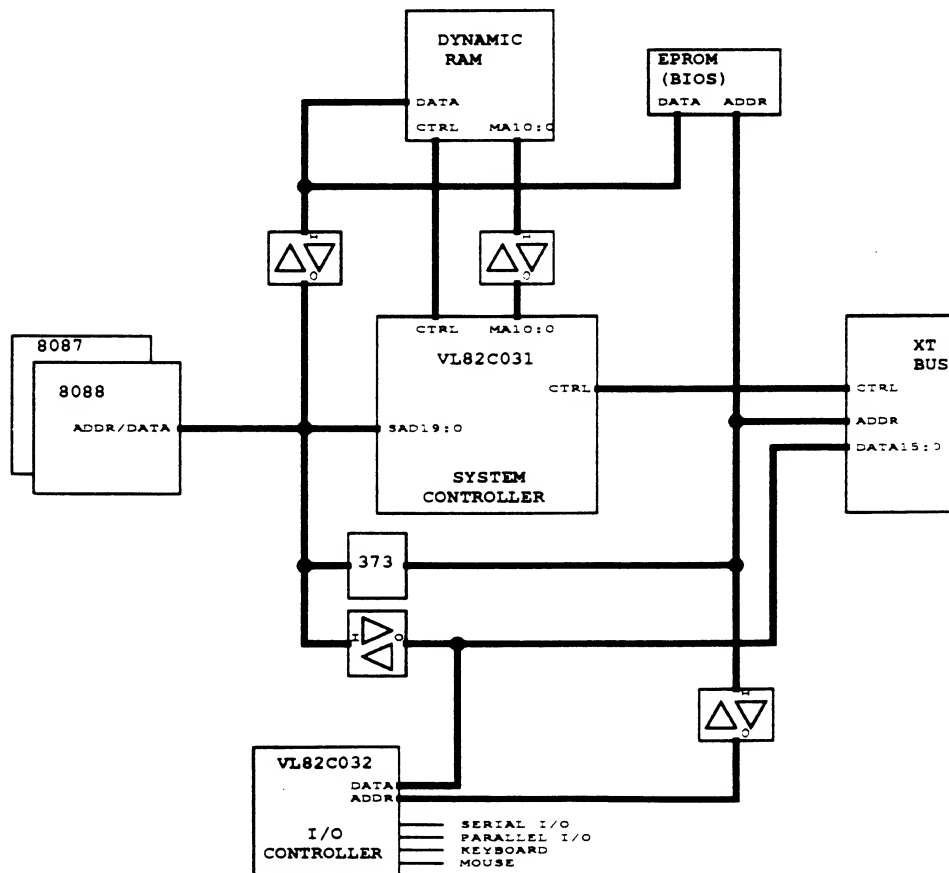 DYNAMIC
RAM
DATA
CTRL MA10:0
EPROM
(BIOS)
DATA ADDR
I
O
I
O
CTRL MA10:0
VL82C031
CTRL
SAD19:0
SYSTEM
CONTROLLER
8087
8088
ADDR/DATA
XT
BUS
CTRL
ADDR
DATA15:0
373
I
O
I
O
VL82C032
DATA
ADDR
I/O
CONTROLLER
SERIAL I/O
PARALLEL I/O
KEYBOARD
MOUSE